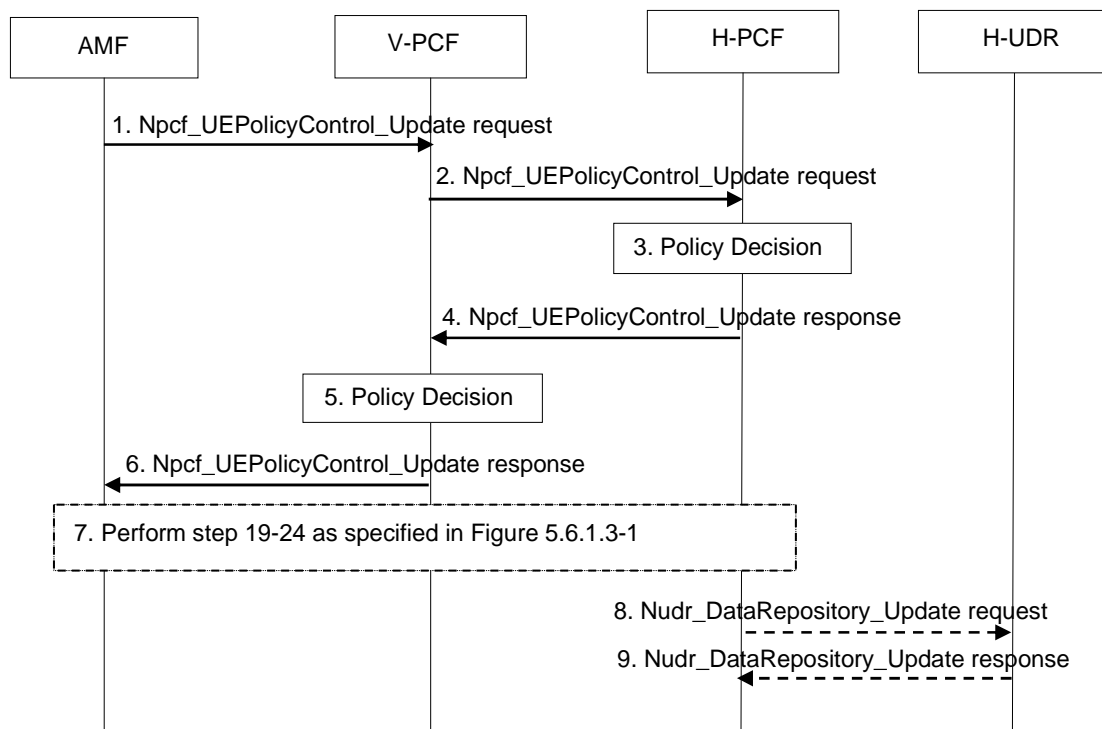 AMF
V-PCF
H-PCF
H-UDR
1. Npcf_UEPolicyControl_Update request
2. Npcf_UEPolicyControl_Update request
3. Policy Decision
4. Npcf_UEPolicyControl_Update response
5. Policy Decision
6. Npcf_UEPolicyControl_Update response
7. Perform step 19-24 as specified in Figure 5.6.1.3-1
8. Nudr_DataRepository_Update request
9. Nudr_DataRepository_Update response